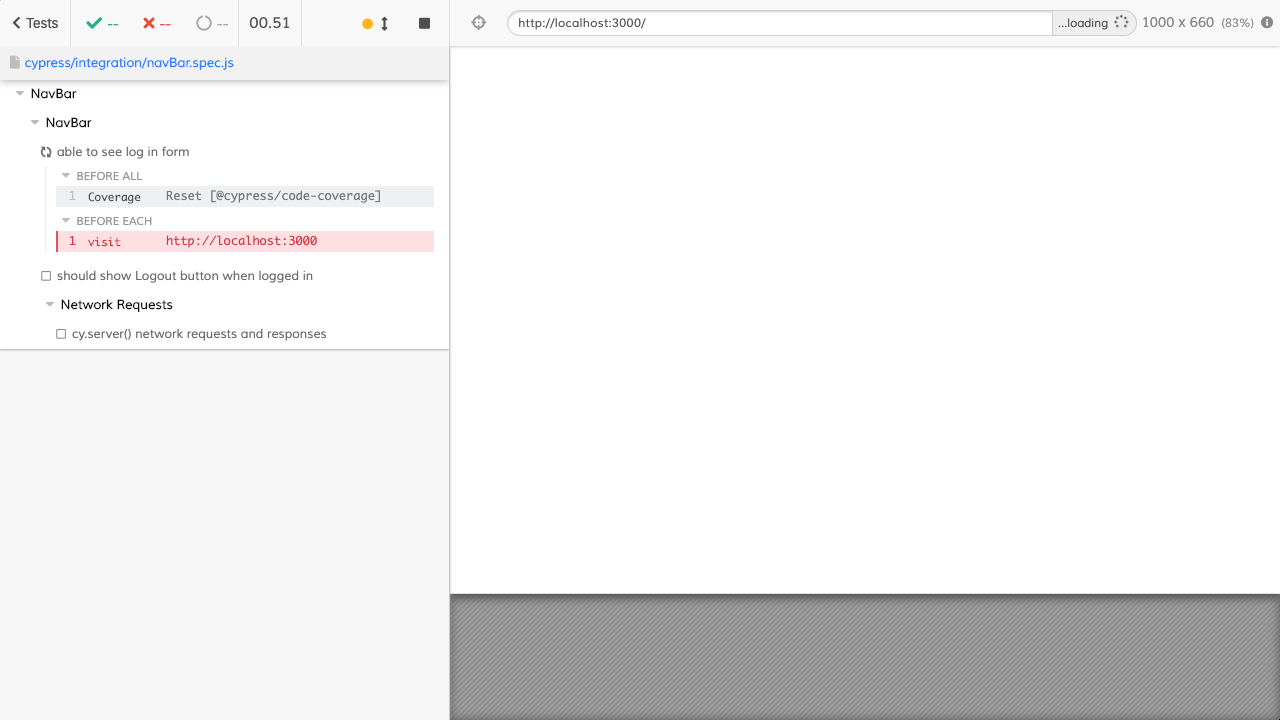 Tests -- -- -- 00.51
http://localhost:3000/ ...loading 1000 x 660 (83%)
cypress/integration/navBar.spec.js
NavBar
NavBar
able to see log in form
BEFORE ALL
1 Coverage Reset [@cypress/code-coverage]
BEFORE EACH
1 visit http://localhost:3000
should show Logout button when logged in
Network Requests
cy.server() network requests and responses